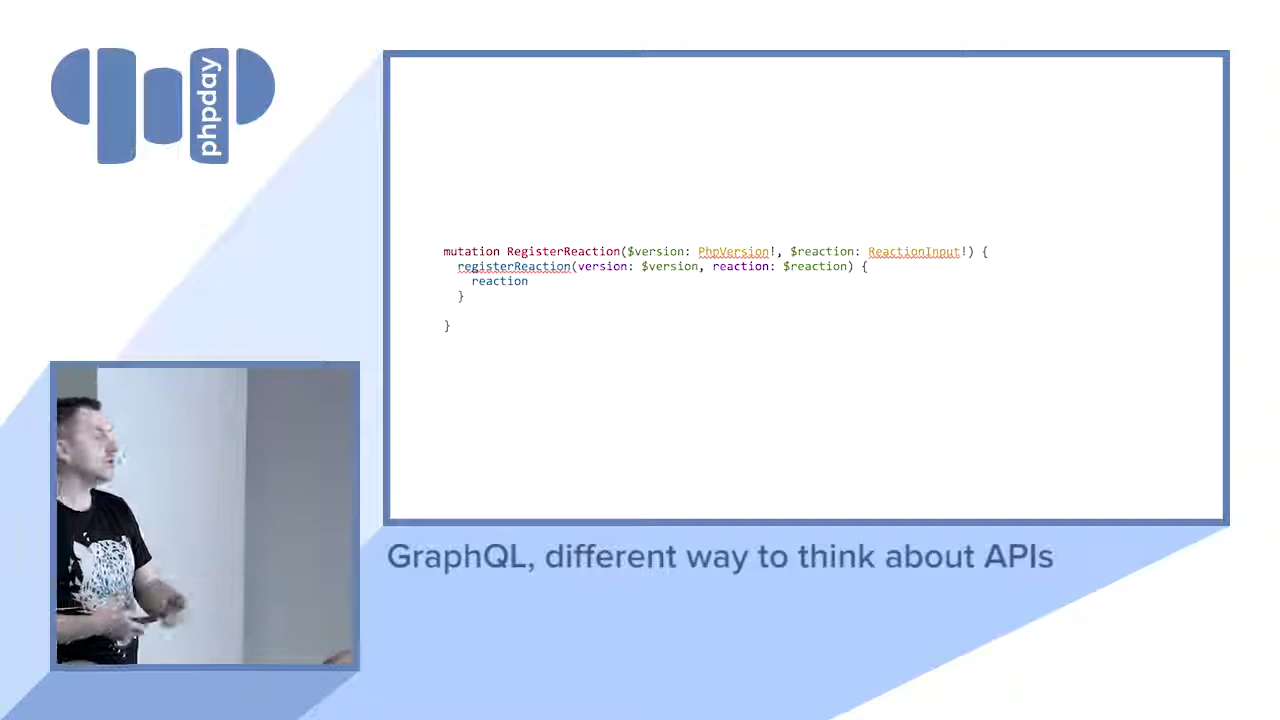 phpday
mutation RegisterReaction($version: PhpVersion!, $reaction: ReactionInput!) {
  registerReaction(version: $version, reaction: $reaction) {
    reaction
  }
}
GraphQL, different way to think about APIs